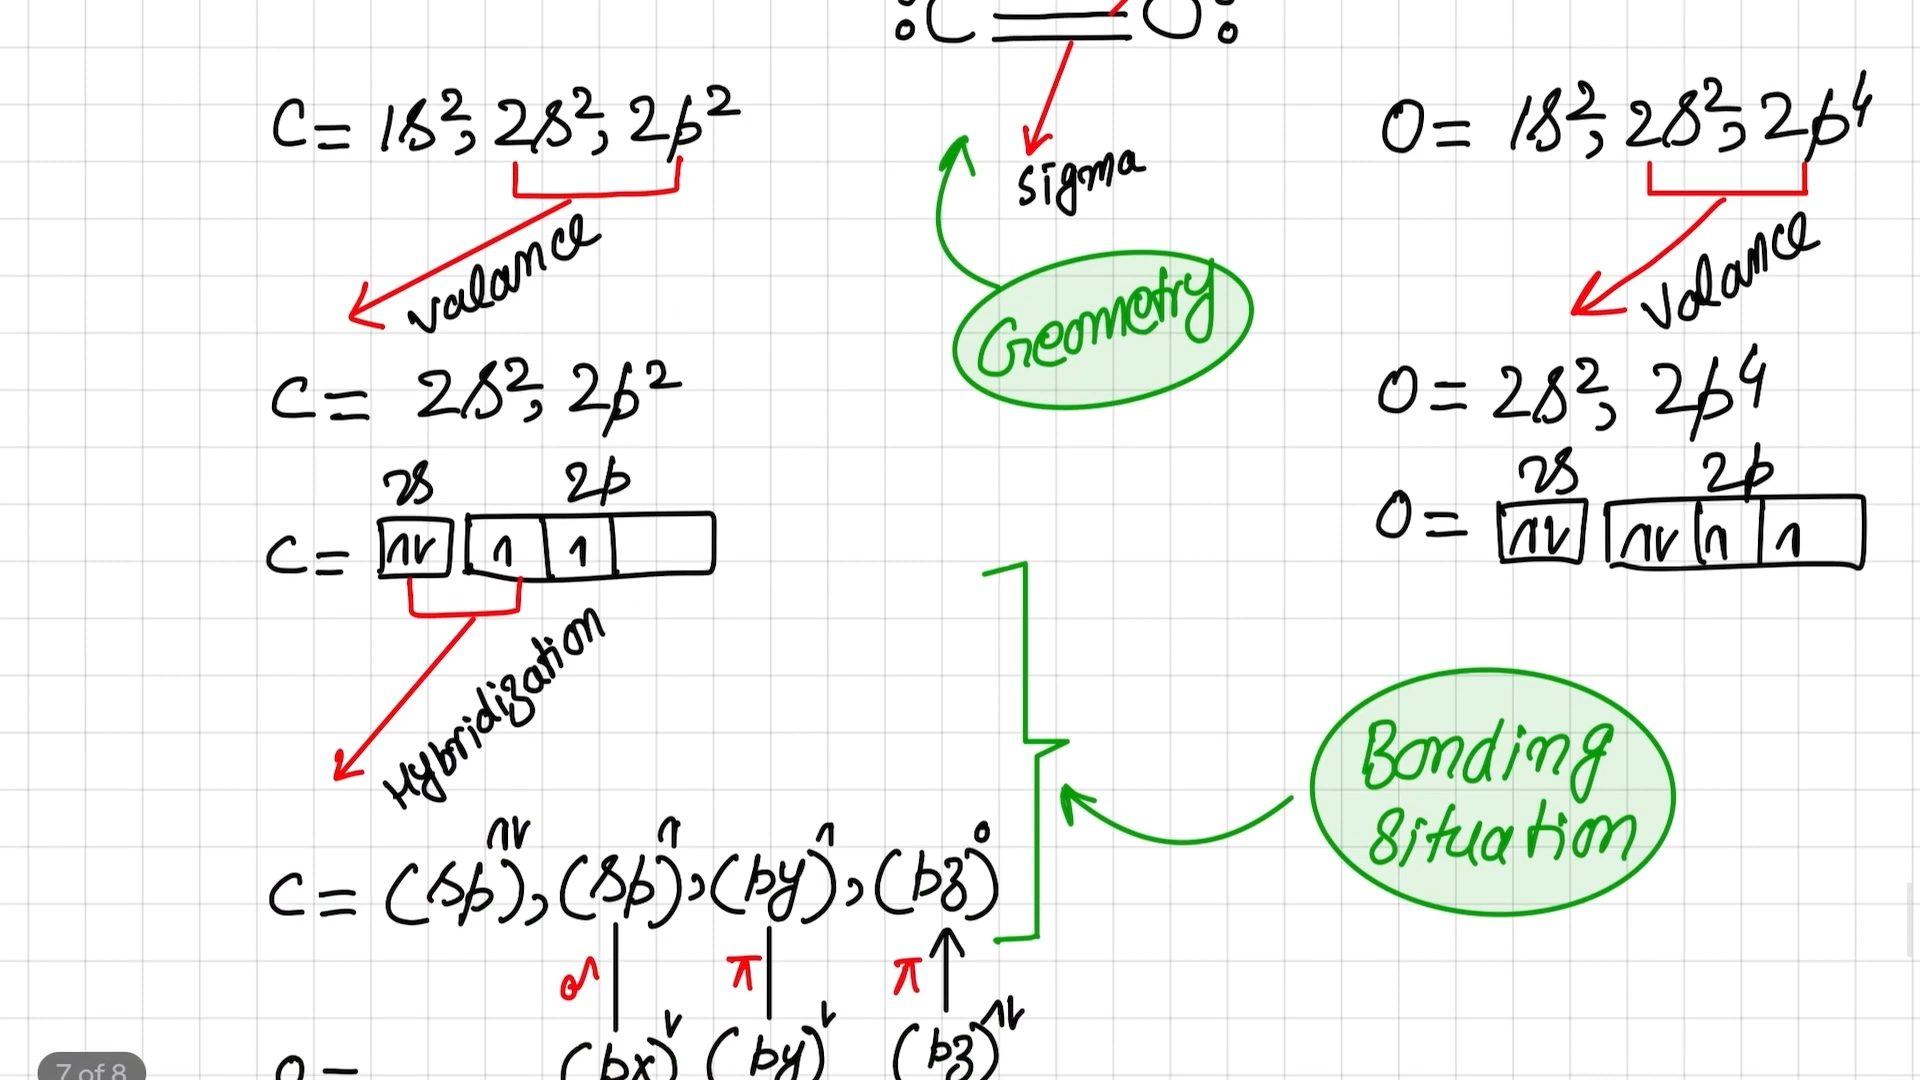 :C≡O:
C = 1s², 2s², 2p²
O = 1s², 2s², 2p⁴
sigma
valance
valance
Geometry
C = 2s², 2p²
O = 2s², 2p⁴
2s 2p
2s 2p
C = ↑↓ ↑ ↑
O = ↑↓ ↑↓ ↑ ↑
Hybridization
Bonding
Situation
C = (sp)↑↓, (sp)↑, (py)↑, (pz)⁰
σ π π
O = (px)↓ (py)↓ (pz)↑↓
7 of 8